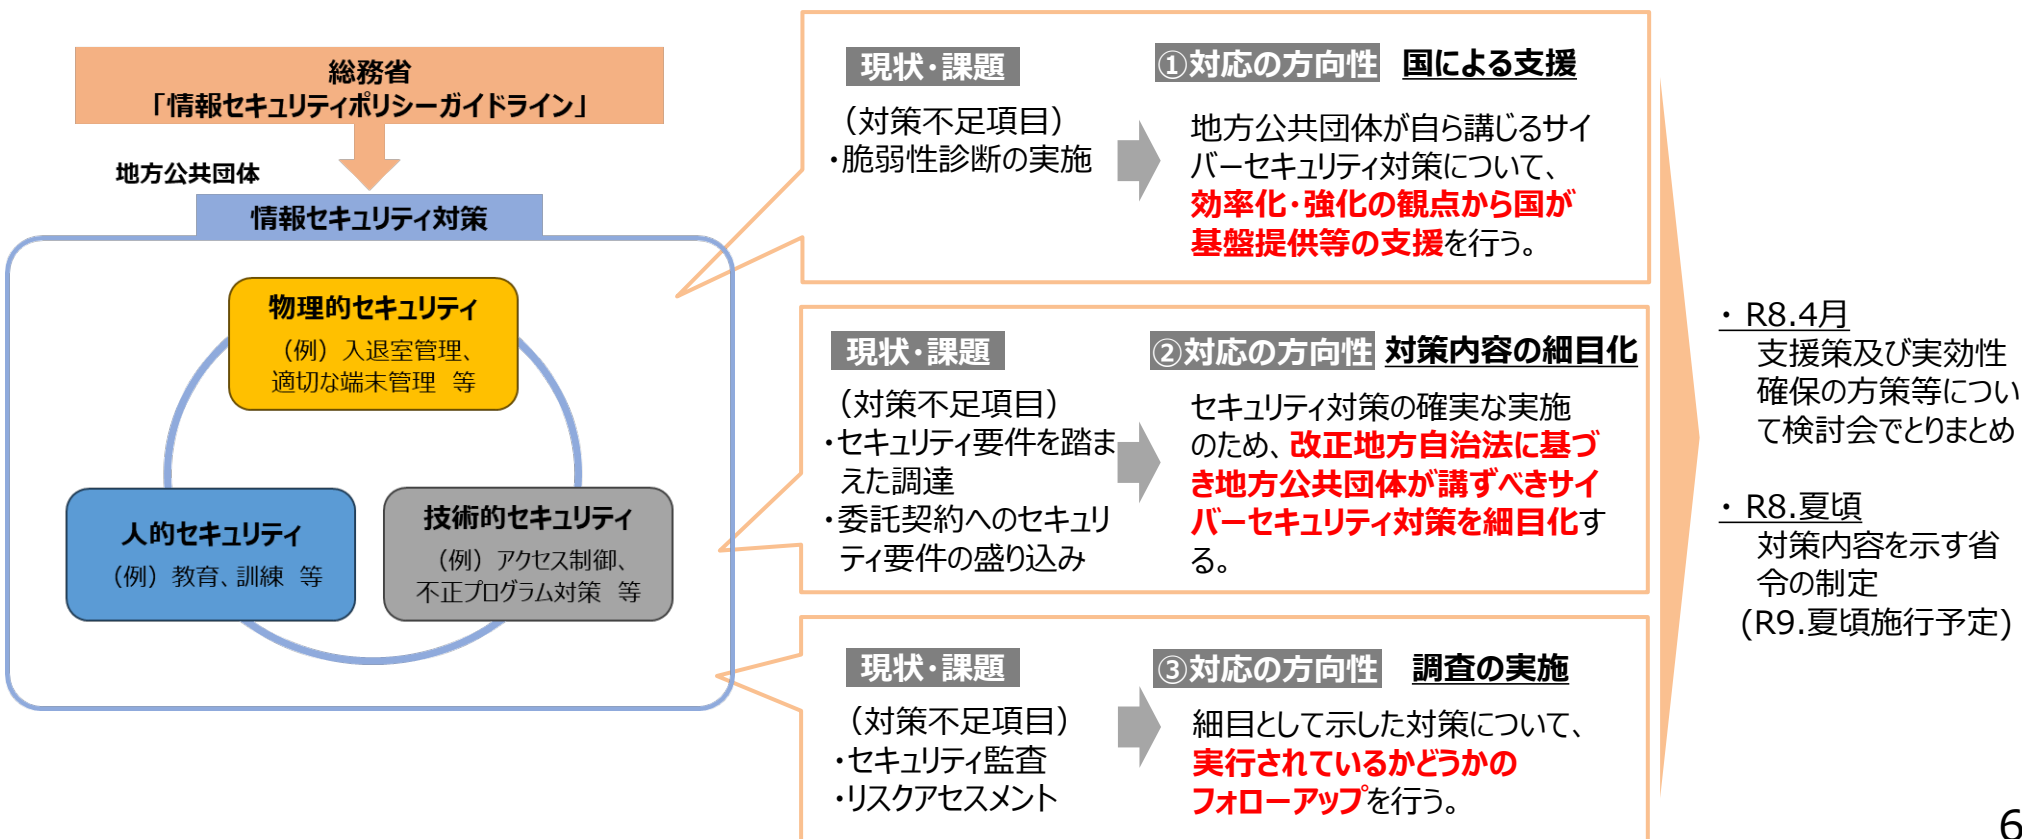 総務省
「情報セキュリティポリシーガイドライン」
地方公共団体
情報セキュリティ対策
物理的セキュリティ
（例）入退室管理、
適切な端末管理　等
人的セキュリティ
（例）教育、訓練　等
技術的セキュリティ
（例）アクセス制御、
不正プログラム対策　等
現状・課題
（対策不足項目）
・脆弱性診断の実施
①対応の方向性
国による支援
地方公共団体が自ら講じるサイ
バーセキュリティ対策について、
効率化・強化の観点から国が
基盤提供等の支援を行う。
現状・課題
（対策不足項目）
・セキュリティ要件を踏ま
えた調達
・委託契約へのセキュリ
ティ要件の盛り込み
②対応の方向性
対策内容の細目化
セキュリティ対策の確実な実施
のため、改正地方自治法に基づ
き地方公共団体が講ずべきサイ
バーセキュリティ対策を細目化す
る。
現状・課題
（対策不足項目）
・セキュリティ監査
・リスクアセスメント
③対応の方向性
調査の実施
細目として示した対策について、
実行されているかどうかの
フォローアップを行う。
・ R8.4月
支援策及び実効性
確保の方策等につい
て検討会でとりまとめ
・ R8.夏頃
対策内容を示す省
令の制定
(R9.夏頃施行予定)
6